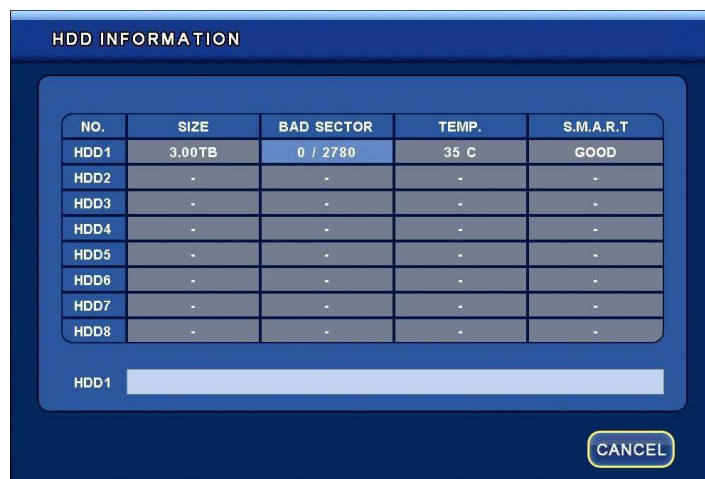 HDD INFORMATION
NO. SIZE BAD SECTOR TEMP. S.M.A.R.T
HDD1 3.00TB 0 / 2780 35 C GOOD
HDD2 - - - -
HDD3 - - - -
HDD4 - - - -
HDD5 - - - -
HDD6 - - - -
HDD7 - - - -
HDD8 - - - -
HDD1
CANCEL